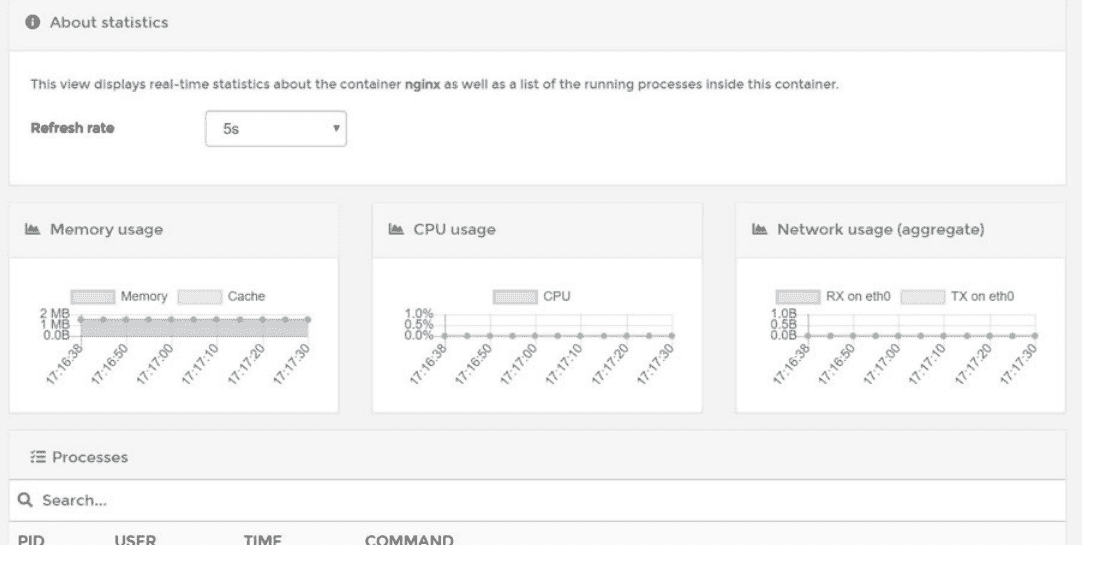 About statistics
This view displays real-time statistics about the container nginx as well as a list of the running processes inside this container.
Refresh rate
5s
Memory usage
Memory Cache
2 MB
1 MB
0.0B
17:16:38 17:16:50 17:17:00 17:17:10 17:17:20 17:17:30
CPU usage
CPU
1.0%
0.5%
0.0%
17:16:38 17:16:50 17:17:00 17:17:10 17:17:20 17:17:30
Network usage (aggregate)
RX on eth0 TX on eth0
1.0B
0.5B
0.0B
17:16:38 17:16:50 17:17:00 17:17:10 17:17:20 17:17:30
Processes
Search...
PID USER TIME COMMAND